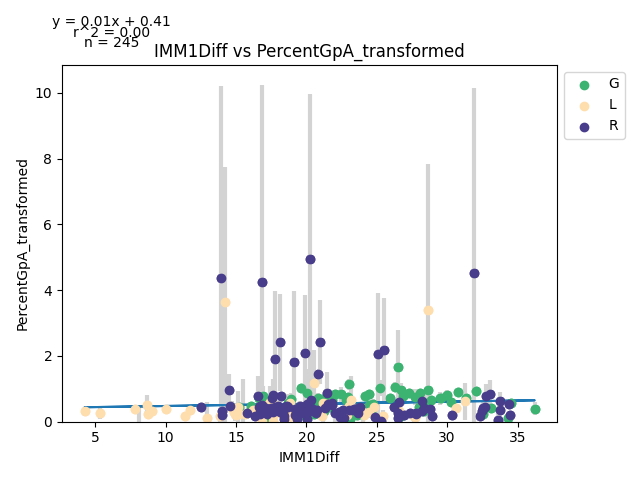 y = 0.01x + 0.41
r^2 = 0.00
n = 245
IMM1Diff vs PercentGpA_transformed
PercentGpA_transformed
10
8
6
4
2
0
5 10 15 20 25 30 35
IMM1Diff
G
L
R